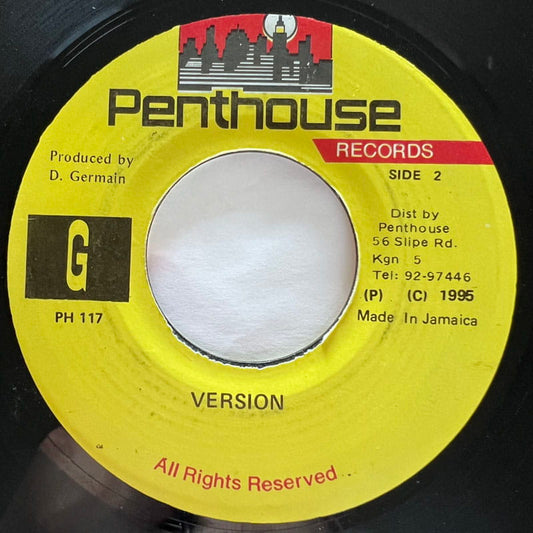 Penthouse
RECORDS
Produced by
D. Germain
SIDE 2
G
PH 117
Dist by
Penthouse
56 Slipe Rd.
Kgn 5
Tel: 92-97446
(P) (C) 1995
Made In Jamaica
VERSION
All Rights Reserved